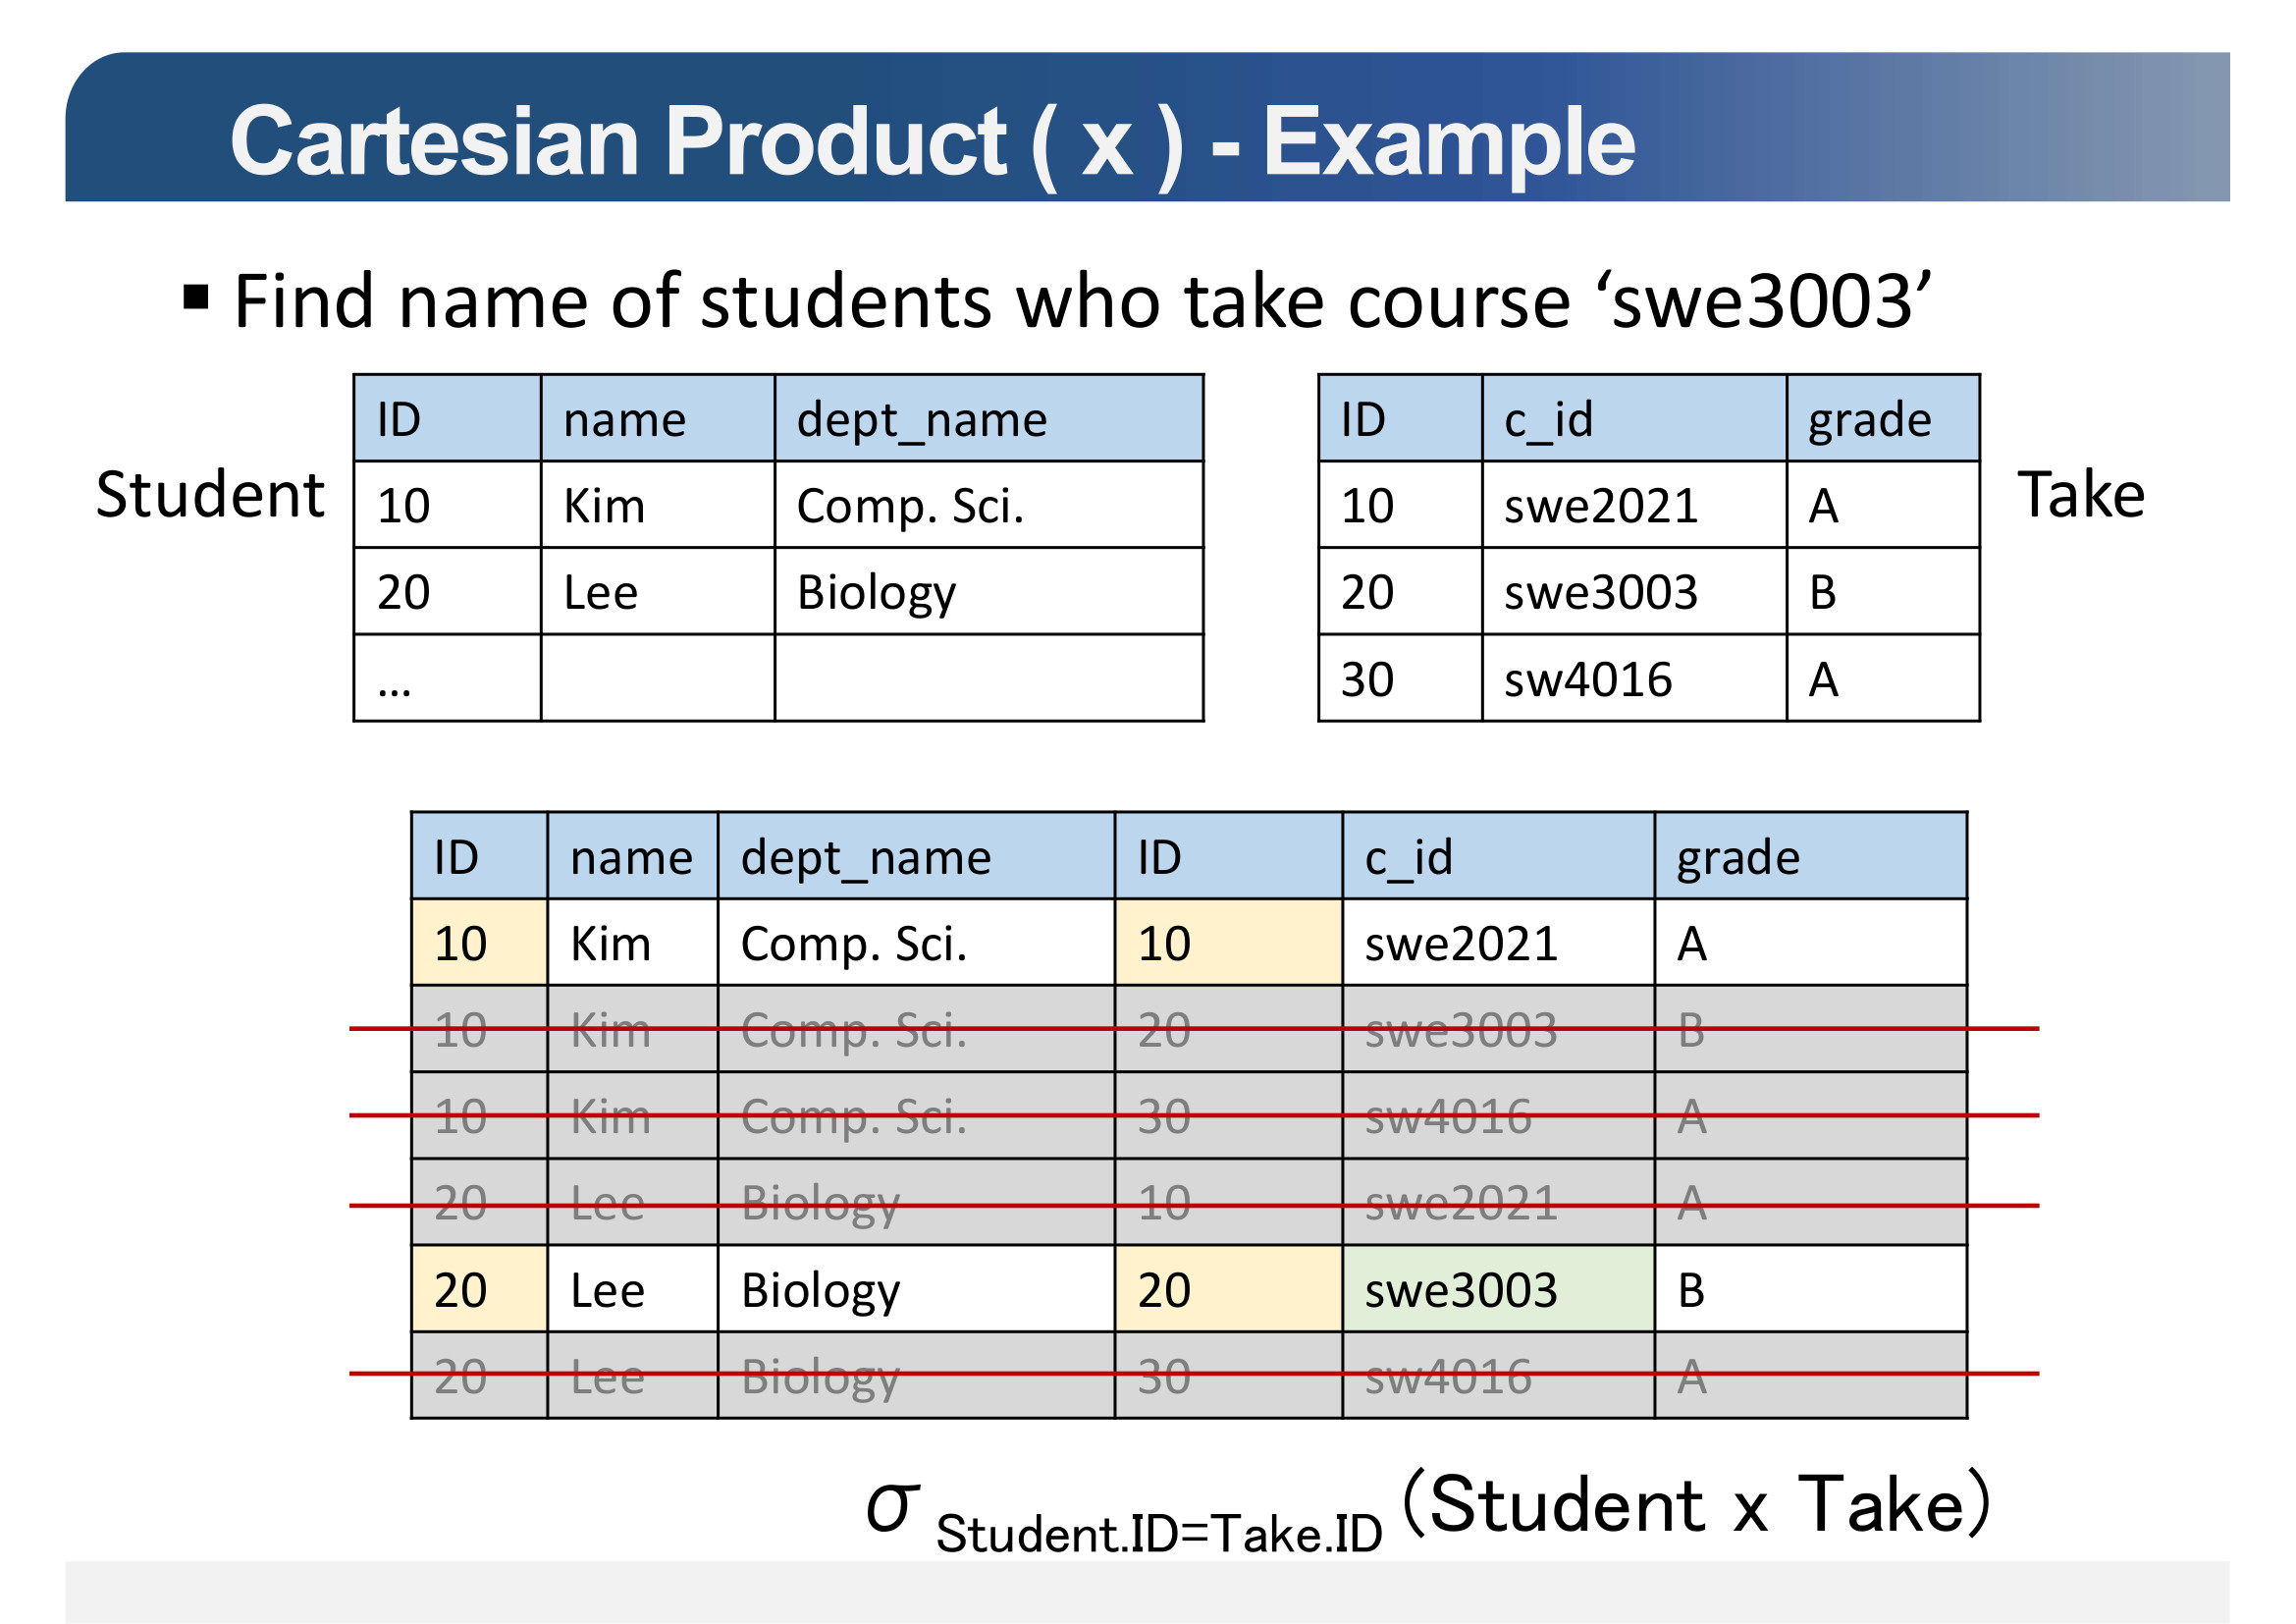 Cartesian Product ( x ) - Example
▪ Find name of students who take course ‘swe3003’
Student
ID name dept_name
10 Kim Comp. Sci.
20 Lee Biology
...
Take
ID c_id grade
10 swe2021 A
20 swe3003 B
30 sw4016 A
ID name dept_name ID c_id grade
10 Kim Comp. Sci. 10 swe2021 A
10 Kim Comp. Sci. 20 swe3003 B
10 Kim Comp. Sci. 30 sw4016 A
20 Lee Biology 10 swe2021 A
20 Lee Biology 20 swe3003 B
20 Lee Biology 30 sw4016 A
σ Student.ID=Take.ID (Student x Take)